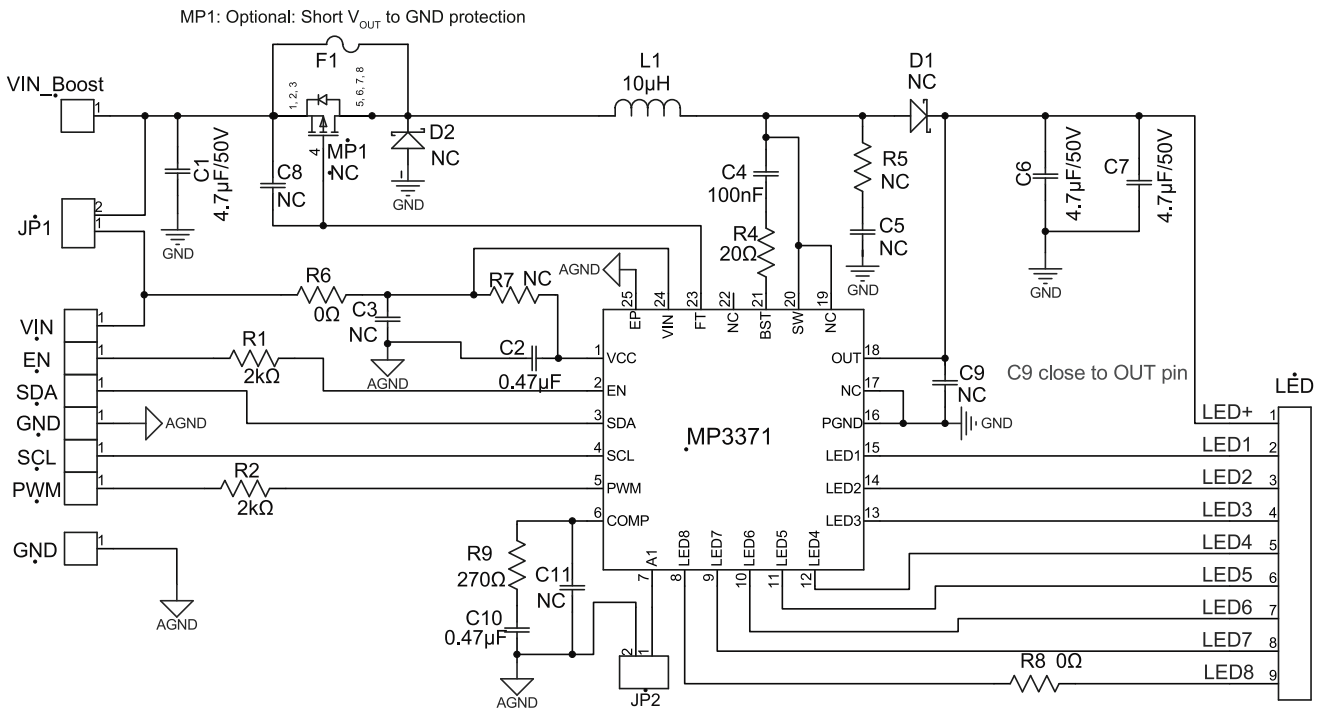 MP1: Optional: Short VOUT to GND protection
F1
L1
10µH
D1
NC
VIN_Boost
1
1, 2, 3
5, 6, 7, 8
4
MP1
NC
D2
NC
GND
C1
4.7µF/50V
GND
C8
NC
C4
100nF
R4
20Ω
R5
NC
C5
NC
GND
C6
4.7µF/50V
C7
4.7µF/50V
GND
JP1
2
1
R6
0Ω
C3
NC
AGND
R7 NC
C2
0.47µF
AGND
25
24
23
22
21
20
19
EP
VIN
FT
NC
BST
SW
NC
VIN
1
EN
1
R1
2kΩ
SDA
1
GND
1
AGND
SCL
1
PWM
1
R2
2kΩ
GND
1
AGND
1
VCC
2
EN
3
SDA
4
SCL
5
PWM
6
COMP
MP3371
OUT
18
NC
17
PGND
16
LED1
15
LED2
14
LED3
13
A1
LED8
LED7
LED6
LED5
LED4
7
8
9
10
11
12
C9
NC
C9 close to OUT pin
GND
LED
LED+
1
LED1
2
LED2
3
LED3
4
LED4
5
LED5
6
LED6
7
LED7
8
LED8
9
R8 0Ω
R9
270Ω
C11
NC
C10
0.47µF
AGND
2
1
JP2